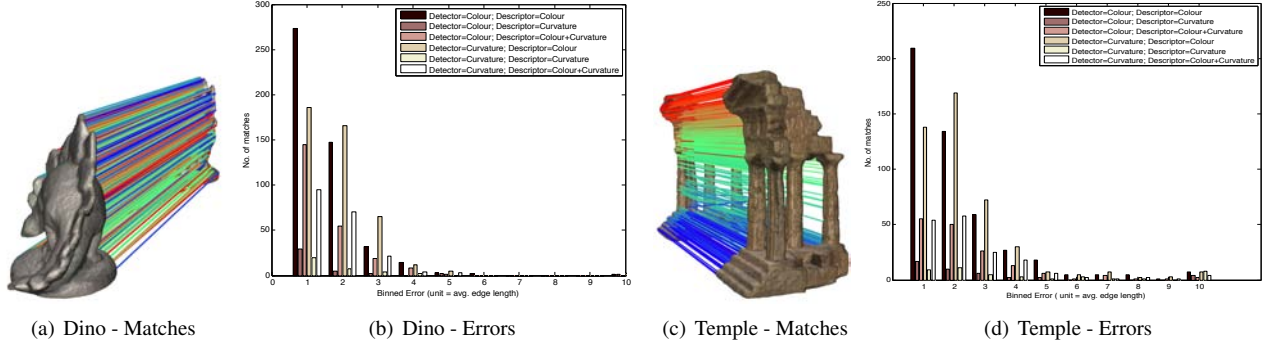 300
250
200
150
100
50
0
No. of matches
Detector=Colour; Descriptor=Colour
Detector=Colour; Descriptor=Curvature
Detector=Colour; Descriptor=Colour+Curvature
Detector=Curvature; Descriptor=Colour
Detector=Curvature; Descriptor=Curvature
Detector=Curvature; Descriptor=Colour+Curvature
0 1 2 3 4 5 6 7 8 9 10
Binned Error (unit = avg. edge length)
250
200
150
100
50
0
No. of matches
Detector=Colour; Descriptor=Colour
Detector=Colour; Descriptor=Curvature
Detector=Colour; Descriptor=Colour+Curvature
Detector=Curvature; Descriptor=Colour
Detector=Curvature; Descriptor=Curvature
Detector=Curvature; Descriptor=Colour+Curvature
1 2 3 4 5 6 7 8 9 10
Binned Error ( unit = avg. edge length)
(a) Dino - Matches
(b) Dino - Errors
(c) Temple - Matches
(d) Temple - Errors